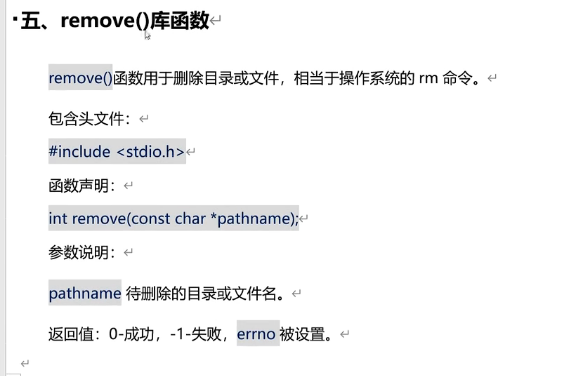 五、remove()库函数
remove()函数用于删除目录或文件，相当于操作系统的 rm 命令。
包含头文件：
#include <stdio.h>
函数声明：
int remove(const char *pathname);
参数说明：
pathname 待删除的目录或文件名。
返回值：0-成功，-1-失败，errno 被设置。